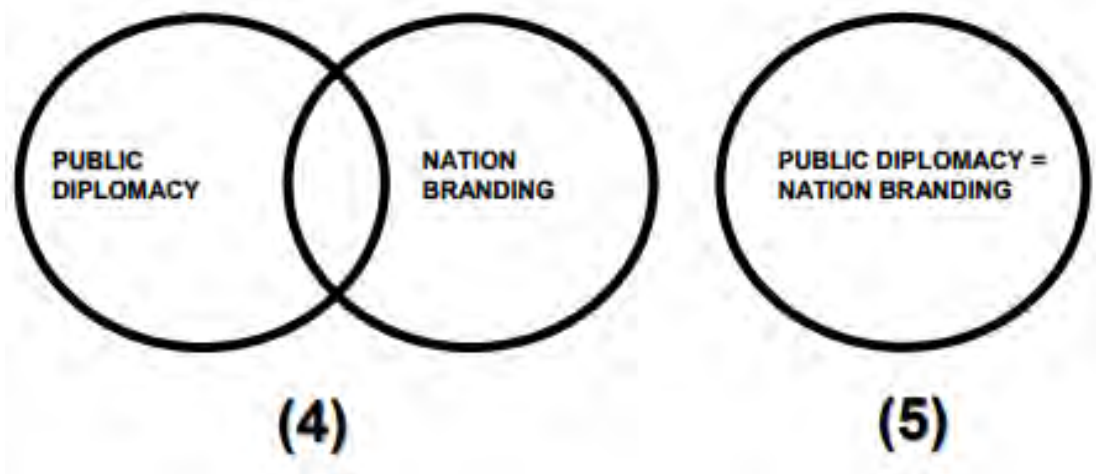 PUBLIC
DIPLOMACY
NATION
BRANDING
PUBLIC DIPLOMACY =
NATION BRANDING
(4)
(5)